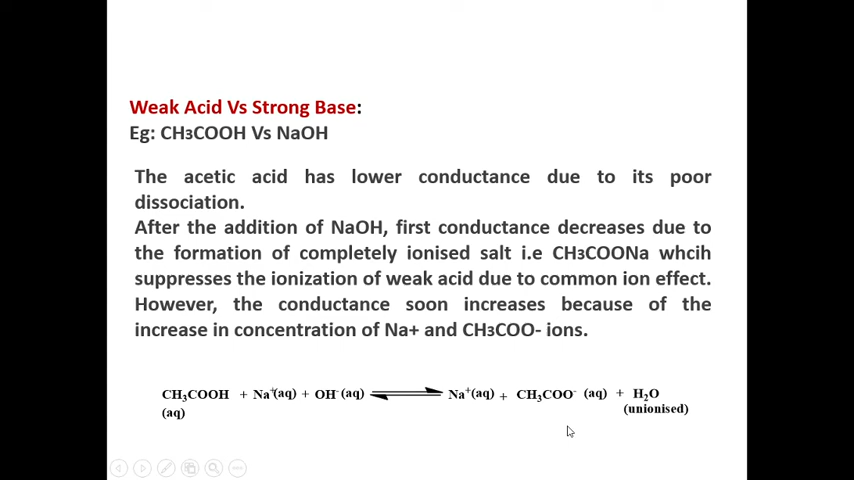 Weak Acid Vs Strong Base:
Eg: CH3COOH Vs NaOH
The acetic acid has lower conductance due to its poor
dissociation.
After the addition of NaOH, first conductance decreases due to
the formation of completely ionised salt i.e CH3COONa whcih
suppresses the ionization of weak acid due to common ion effect.
However, the conductance soon increases because of the
increase in concentration of Na+ and CH3COO- ions.
CH₃COOH + Na⁺(aq) + OH⁻(aq) ⇌ Na⁺(aq) + CH₃COO⁻ (aq) + H₂O
(aq) (unionised)